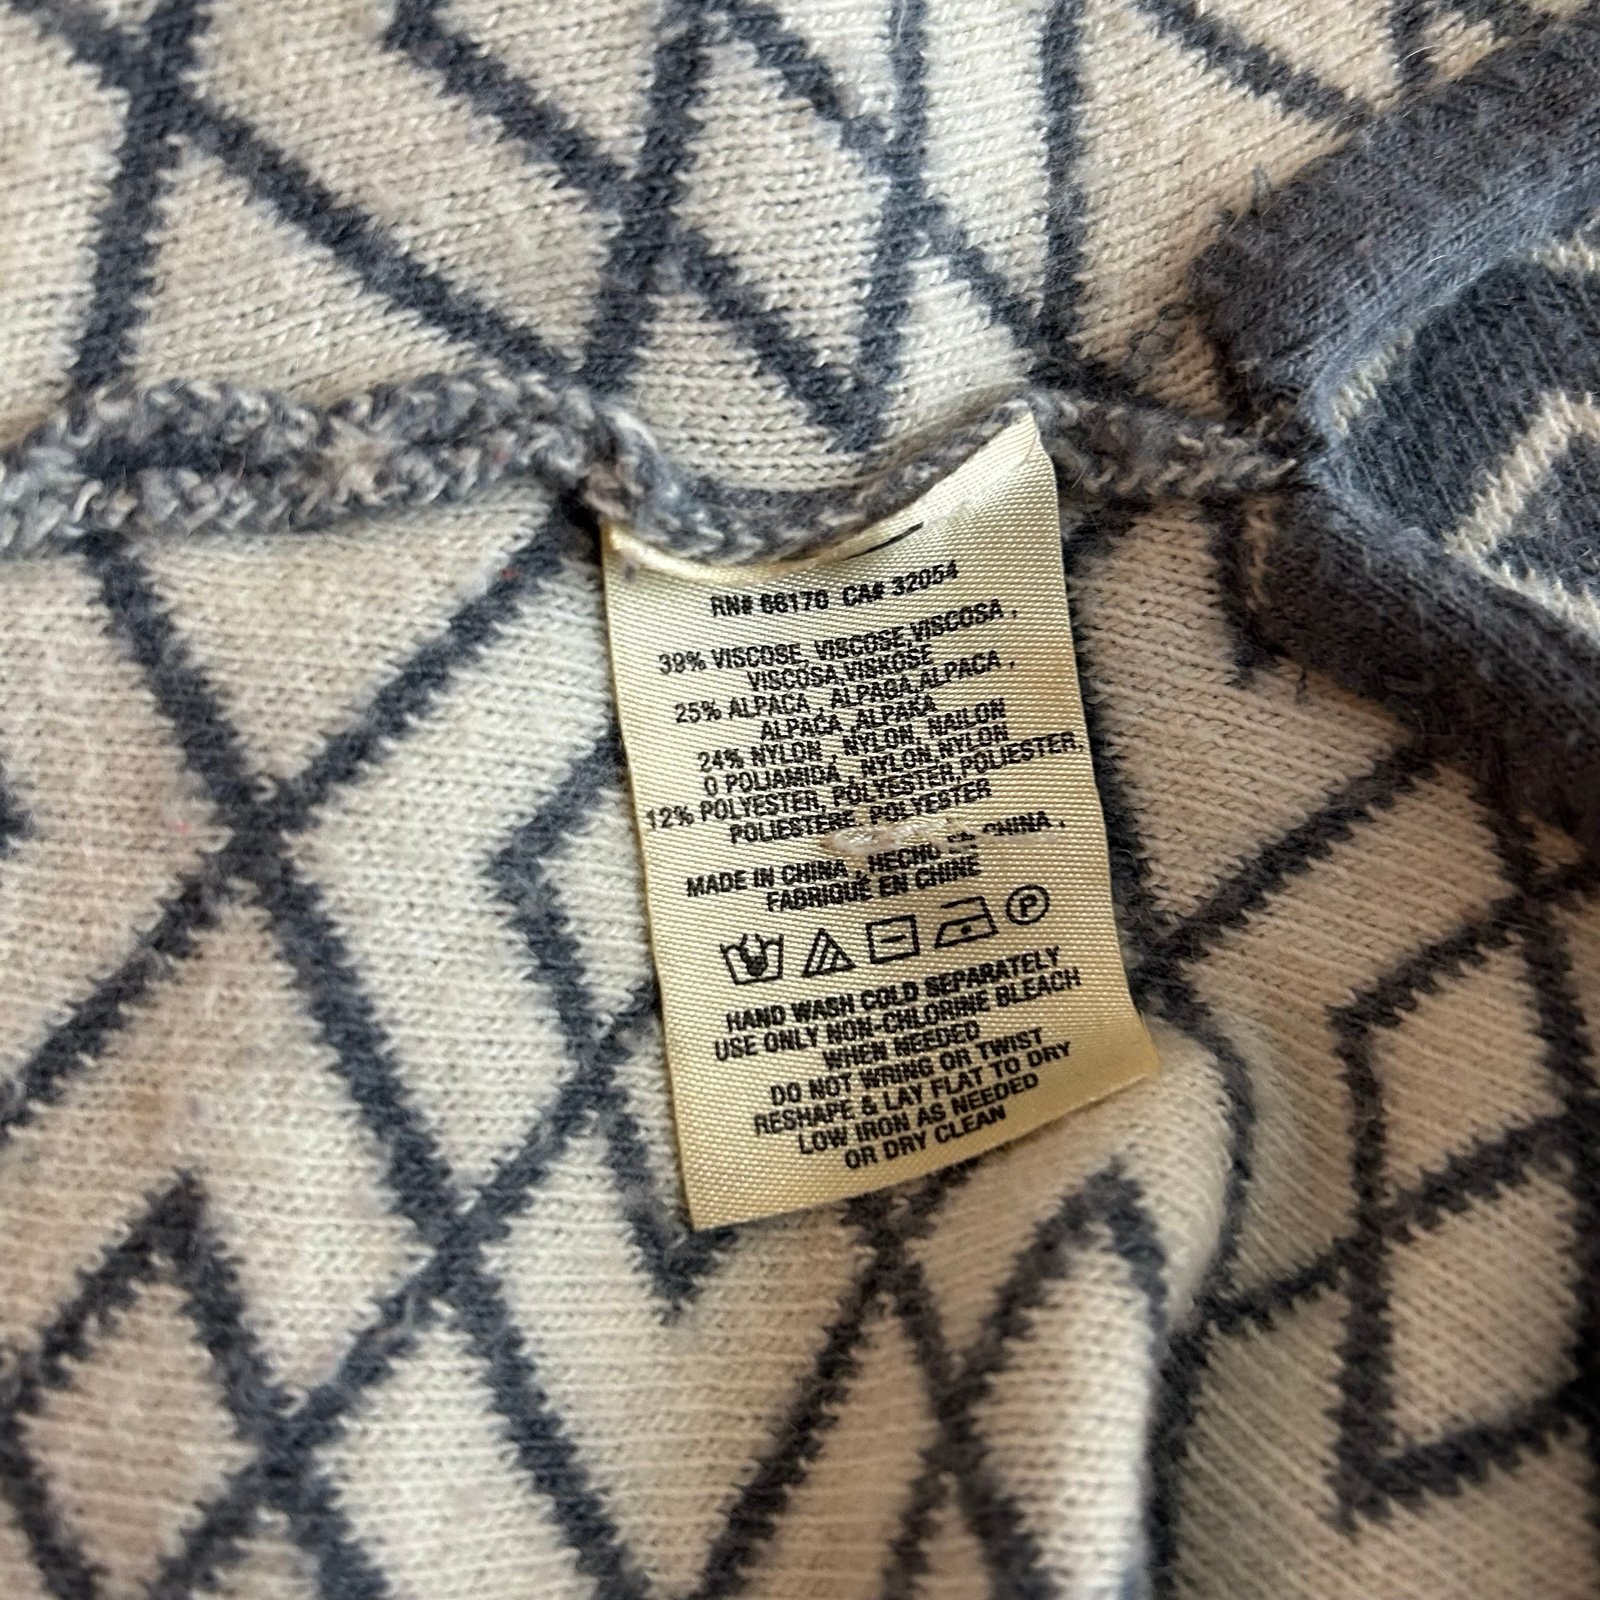 RN# 66170 CA# 32054
39% VISCOSE, VISCOSE,VISCOSA ,
VISCOSA,VISKOSE
25% ALPACA , ALPAGA,ALPACA ,
ALPAĆA ,ALPAKA
24% NYLON , NYLON, NAILON
O POLIAMIDA , NYLON,NYLON
12% POLYESTER, POLYESTER,POLIESTER,
POLIESTERE, POLYESTER
MADE IN CHINA , HECHO EN CHINA .
FABRIQUÉ EN CHINE
P
HAND WASH COLD SEPARATELY
USE ONLY NON-CHLORINE BLEACH
WHEN NEEDED
DO NOT WRING OR TWIST
RESHAPE & LAY FLAT TO DRY
LOW IRON AS NEEDED
OR DRY CLEAN